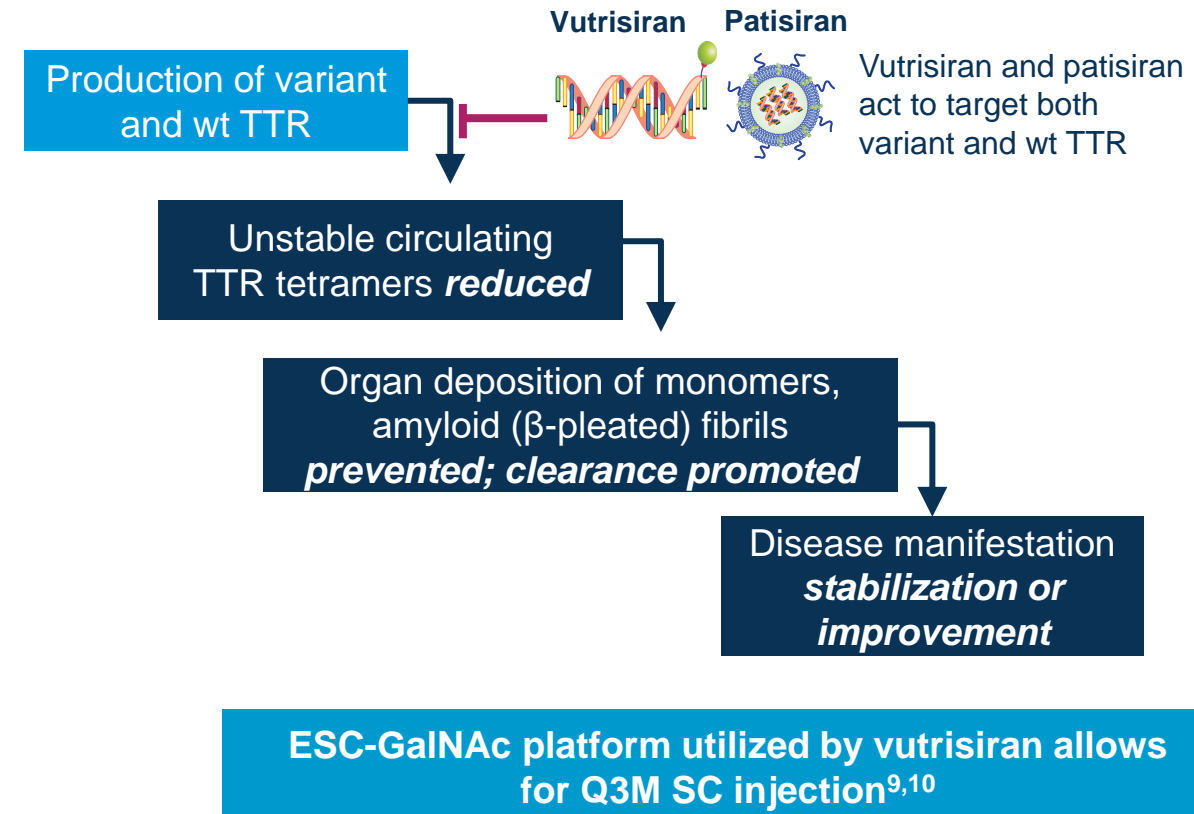 Vutrisiran
Patisiran
Production of variant
and wt TTR
Vutrisiran and patisiran
act to target both
variant and wt TTR
Unstable circulating
TTR tetramers reduced
Organ deposition of monomers,
amyloid (β-pleated) fibrils
prevented; clearance promoted
Disease manifestation
stabilization or
improvement
ESC-GalNAc platform utilized by vutrisiran allows
for Q3M SC injection9,10